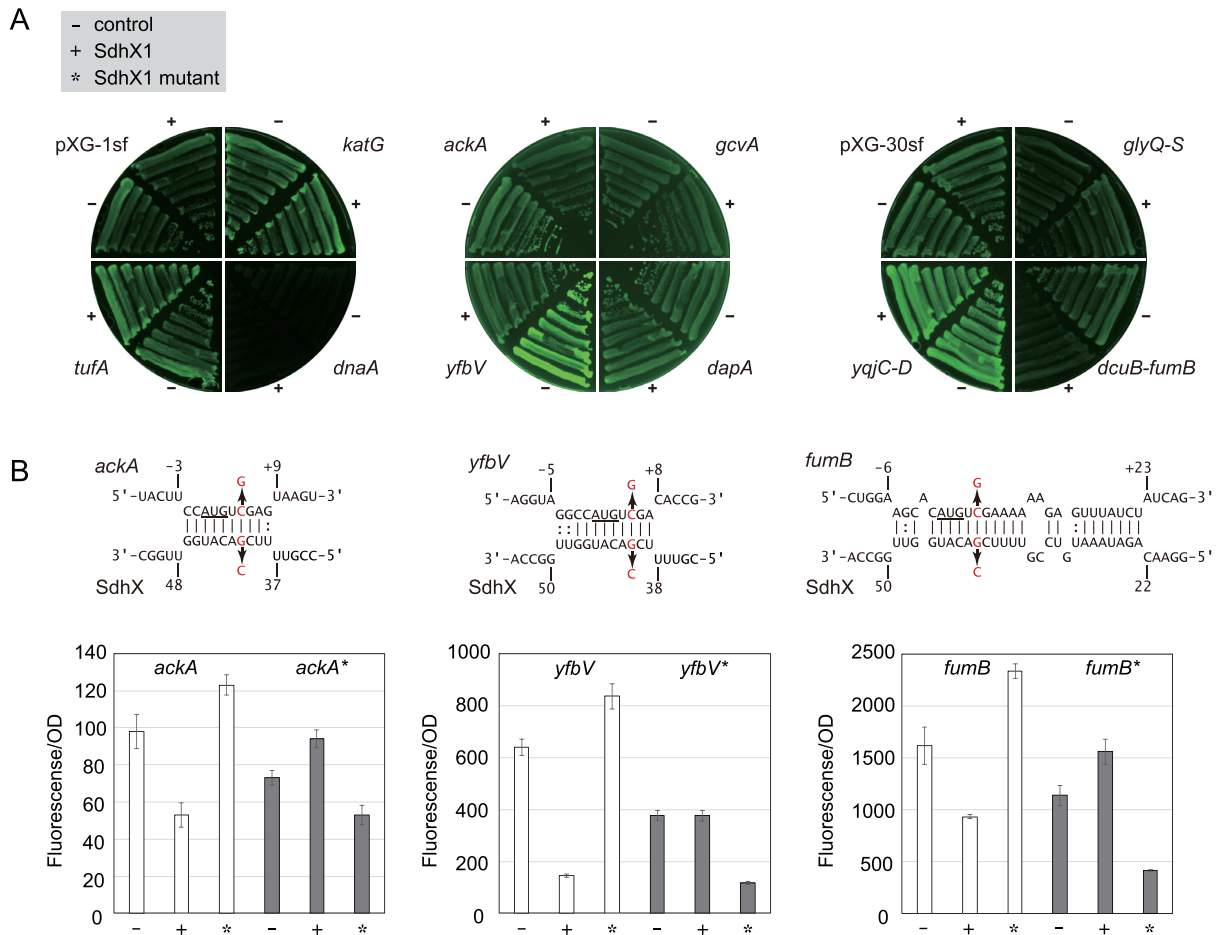 A
– control
+ SdhX1
* SdhX1 mutant
+ –
pXG-1sf katG
– +
+ –
tufA dnaA
– +
+ –
ackA gcvA
– +
+ –
yfbV dapA
– +
+ –
pXG-30sf glyQ-S
– +
+ –
yqjC-D dcuB-fumB
– +
B
ackA
–3 +9
G
5'-UACUU UAAGU-3'
CCAUGUCGAG
GGUACAGCUU
3'-CGGUU UUGCC-5'
C
SdhX 48 37
yfbV
–5 +8
G
5'-AGGUA CACCG-3'
GGCCAUGUCGA
UUGGUACAGCU
3'-ACCGG UUUGC-5'
C
SdhX 50 38
fumB
–6 +23
G
5'-CUGGA A AA AUCAG-3'
AGC CAUGUCGAAAA GA GUUUAUCU
UUG GUACAGCUUUU CU UAAAUAGA
3'-ACCGG GC G CAAGG-5'
C
SdhX 50 22
Fluorescense/OD
140
120
100
80
60
40
20
0
ackA ackA*
– + * – + *
Fluorescense/OD
1000
800
600
400
200
0
yfbV yfbV*
– + * – + *
Fluorescense/OD
2500
2000
1500
1000
500
0
fumB fumB*
– + * – + *